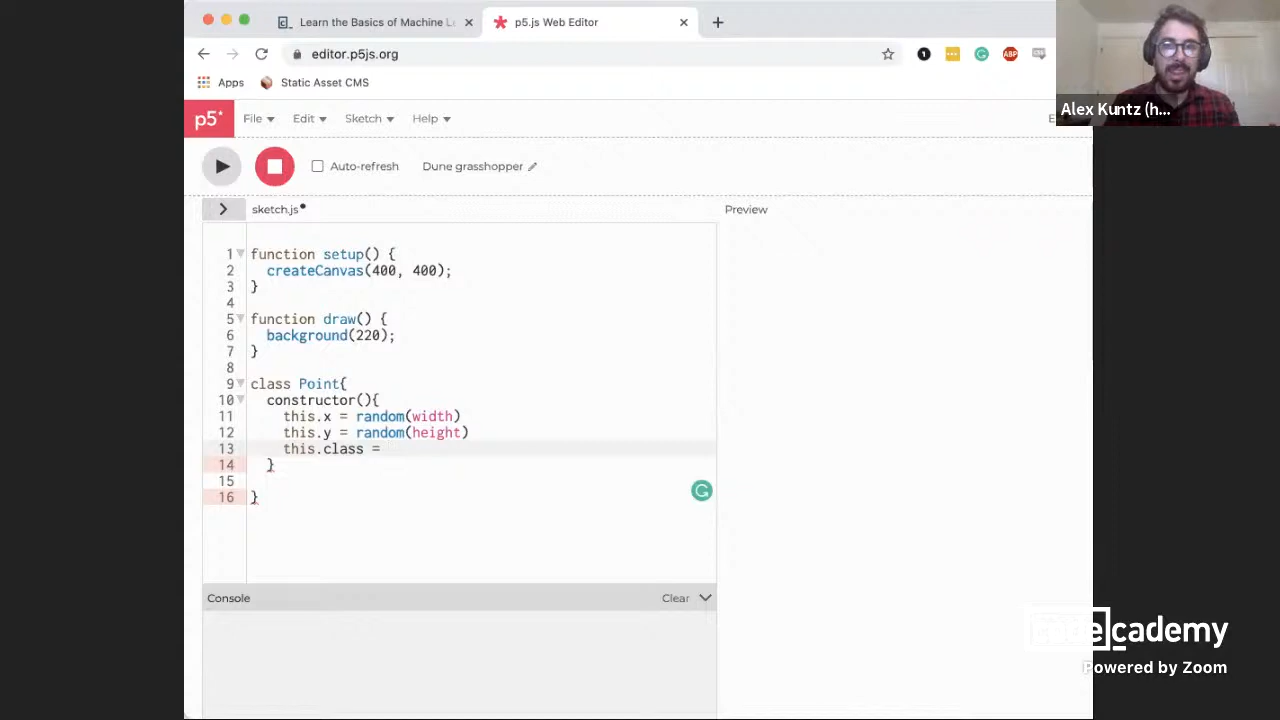 Learn the Basics of Machine Le
p5.js Web Editor
editor.p5js.org
ABP
Apps
Static Asset CMS
Alex Kuntz (h...
p5*
File
Edit
Sketch
Help
Auto-refresh
Dune grasshopper
sketch.js
Preview
1 function setup() {
2 createCanvas(400, 400);
3 }
4
5 function draw() {
6 background(220);
7 }
8
9 class Point{
10 constructor(){
11 this.x = random(width)
12 this.y = random(height)
13 this.class =
14 }
15
16 }
Console
Clear
codecademy
Powered by Zoom